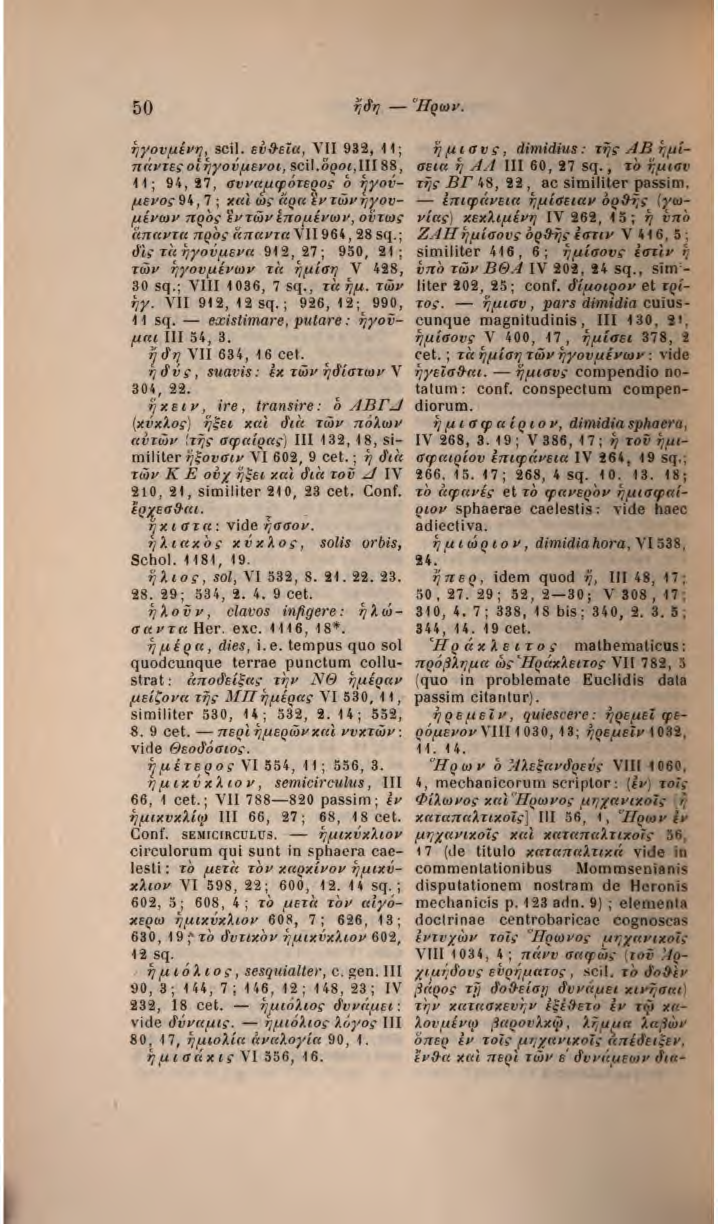 50
ἤδη — Ἥρων.
ἡγουμένη, scil. εὐθεῖα, VII 932, 11;
πάντες οἱ ἡγούμενοι, scil. ὅροι, III 88,
11; 94, 27, συναμφότερος ὁ ἡγού-
μενος 94, 7; καὶ ὡς ἄρα ἓν τῶν ἡγου-
μένων πρὸς ἓν τῶν ἑπομένων, οὕτως
ἅπαντα πρὸς ἅπαντα VII 964, 28 sq.;
δὶς τὰ ἡγούμενα 912, 27; 950, 21;
τῶν ἡγουμένων τὰ ἡμίση V 428,
30 sq.; VIII 1036, 7 sq., τὰ ἡμ. τῶν
ἡγ. VII 912, 12 sq.; 926, 12; 990,
11 sq. — existimare, putare: ἡγοῦ-
μαι III 54, 3.
ἤδη VII 634, 16 cet.
ἡδύς, suavis: ἐκ τῶν ἡδίστων V
304, 22.
ἥκειν, ire, transire: ὁ ΑΒΓΔ
(κύκλος) ἥξει καὶ διὰ τῶν πόλων
αὐτῶν (τῆς σφαίρας) III 132, 18, si-
militer ἥξουσιν VI 602, 9 cet.; ἡ διὰ
τῶν Κ Ε οὐχ ἥξει καὶ διὰ τοῦ Δ IV
210, 21, similiter 210, 23 cet. Conf.
ἔρχεσθαι.
ἥκιστα: vide ἧσσον.
ἡλιακὸς κύκλος, solis orbis,
Schol. 1181, 19.
ἥλιος, sol, VI 532, 8. 21. 22. 23.
28. 29; 534, 2. 4. 9 cet.
ἡλοῦν, clavos infigere: ἡλώ-
σαντα Her. exc. 1116, 18*.
ἡμέρα, dies, i. e. tempus quo sol
quodcunque terrae punctum collu-
strat: ἀποδείξας τὴν ΝΘ ἡμέραν
μείζονα τῆς ΜΠ ἡμέρας VI 530, 11,
similiter 530, 14; 532, 2. 14; 552,
8. 9 cet. — περὶ ἡμερῶν καὶ νυκτῶν:
vide Θεοδόσιος.
ἡμέτερος VI 554, 11; 556, 3.
ἡμικύκλιον, semicirculus, III
66, 1 cet.; VII 788—820 passim; ἐν
ἡμικυκλίῳ III 66, 27; 68, 18 cet.
Conf. SEMICIRCULUS. — ἡμικύκλιον
circulorum qui sunt in sphaera cae-
lesti: τὸ μετὰ τὸν καρκίνον ἡμικύ-
κλιον VI 598, 22; 600, 12. 14 sq.;
602, 5; 608, 4; τὸ μετὰ τὸν αἰγό-
κερω ἡμικύκλιον 608, 7; 626, 13;
630, 19; τὸ δυτικὸν ἡμικύκλιον 602,
12 sq.
ἡμιόλιος, sesquialter, c. gen. III
90, 3; 144, 7; 146, 12; 148, 23; IV
232, 18 cet. — ἡμιόλιος δυνάμει:
vide δύναμις. — ἡμιόλιος λόγος III
80, 17, ἡμιολία ἀναλογία 90, 1.
ἡμισάκις VI 556, 16.
ἥμισυς, dimidius: τῆς ΑΒ ἡμί-
σεια ἡ ΑΔ III 60, 27 sq., τὸ ἥμισυ
τῆς ΒΓ 48, 22, ac similiter passim.
— ἐπιφάνεια ἡμίσειαν ὀρθῆς (γω-
νίας) κεκλιμένη IV 262, 15; ἡ ὑπὸ
ΖΔΗ ἡμίσους ὀρθῆς ἐστιν V 416, 5;
similiter 416, 6; ἡμίσους ἐστὶν ἡ
ὑπὸ τῶν ΒΘΑ IV 202, 24 sq., simi-
liter 202, 25; conf. δίμοιρον et τρί-
τος. — ἥμισυ, pars dimidia cuius-
cunque magnitudinis, III 130, 21,
ἡμίσους V 400, 17, ἡμίσει 378, 2
cet.; τὰ ἡμίση τῶν ἡγουμένων: vide
ἡγεῖσθαι. — ἥμισυς compendio no-
tatum: conf. conspectum compen-
diorum.
ἡμισφαίριον, dimidia sphaera,
IV 268, 3. 19; V 386, 17; ἡ τοῦ ἡμι-
σφαιρίου ἐπιφάνεια IV 264, 19 sq.;
266, 15. 17; 268, 4 sq. 10. 13. 18;
τὸ ἀφανές et τὸ φανερὸν ἡμισφαί-
ριον sphaerae caelestis: vide haec
adiectiva.
ἡμιώριον, dimidia hora, VI 538,
24.
ἤπερ, idem quod ἤ, III 48, 17;
50, 27. 29; 52, 2—30; V 308, 17;
310, 4. 7; 338, 18 bis; 340, 2. 3. 5;
344, 14. 19 cet.
Ἡράκλειτος mathematicus:
πρόβλημα ὡς Ἡράκλειτος VII 782, 5
(quo in problemate Euclidis data
passim citantur).
ἠρεμεῖν, quiescere: ἠρεμεῖ φε-
ρόμενον VIII 1030, 13; ἠρεμεῖν 1032,
11. 14.
Ἥρων ὁ Ἀλεξανδρεύς VIII 1060,
4, mechanicorum scriptor: (ἐν) τοῖς
Φίλωνος καὶ Ἥρωνος μηχανικοῖς [ἢ
καταπαλτικοῖς] III 56, 1, Ἥρων ἐν
μηχανικοῖς καὶ καταπαλτικοῖς 56,
17 (de titulo καταπαλτικά vide in
commentationibus Mommsenianis
disputationem nostram de Heronis
mechanicis p. 123 adn. 9); elementa
doctrinae centrobaricae cognoscas
ἐντυχὼν τοῖς Ἥρωνος μηχανικοῖς
VIII 1034, 4; πάνυ σαφῶς (τοῦ Ἀρ-
χιμήδους εὑρήματος, scil. τὸ δοθὲν
βάρος τῇ δοθείσῃ δυνάμει κινῆσαι)
τὴν κατασκευὴν ἐξέθετο ἐν τῷ κα-
λουμένῳ βαρουλκῷ, λῆμμα λαβὼν
ὅπερ ἐν τοῖς μηχανικοῖς ἀπέδειξεν,
ἔνθα καὶ περὶ τῶν ε΄ δυνάμεων δια-